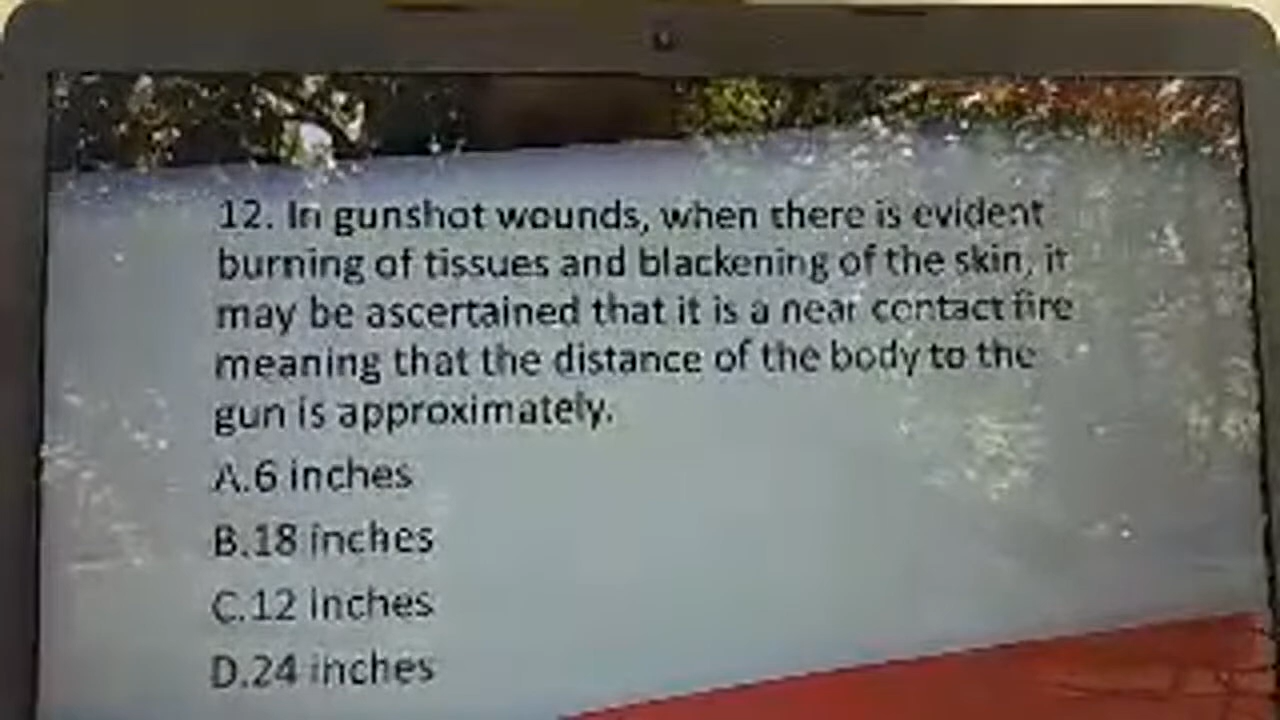 12. In gunshot wounds, when there is evident
burning of tissues and blackening of the skin, it
may be ascertained that it is a near contact fire
meaning that the distance of the body to the
gun is approximately.
A.6 inches
B.18 inches
C.12 inches
D.24 inches